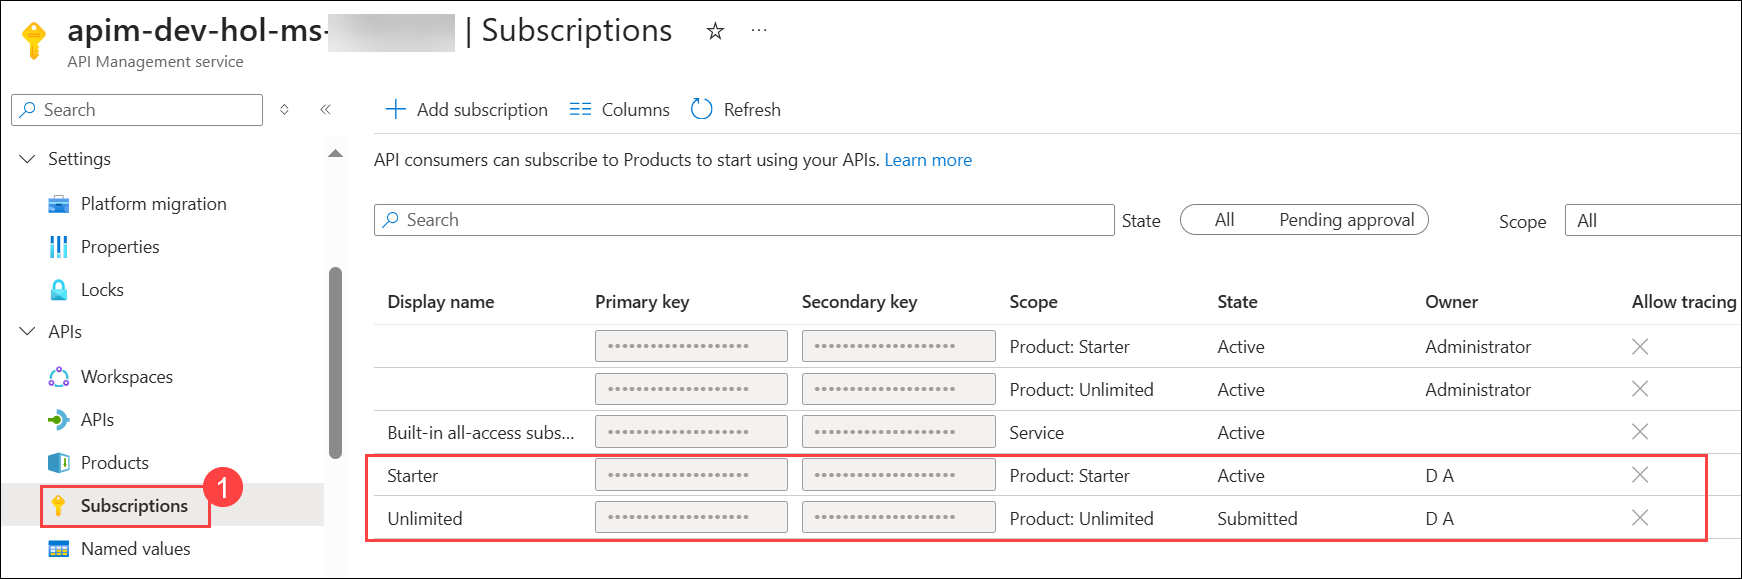 apim-dev-hol-ms- | Subscriptions ☆ ···
API Management service
Search
Add subscription Columns Refresh
Settings
Platform migration
Properties
Locks
APIs
Workspaces
APIs
Products
Subscriptions 1
Named values
API consumers can subscribe to Products to start using your APIs. Learn more
Search State All Pending approval Scope All
Display name Primary key Secondary key Scope State Owner Allow tracing
•••••••••••••••••••• •••••••••••••••••••• Product: Starter Active Administrator
•••••••••••••••••••• •••••••••••••••••••• Product: Unlimited Active Administrator
Built-in all-access subs... •••••••••••••••••••• •••••••••••••••••••• Service Active
Starter •••••••••••••••••••• •••••••••••••••••••• Product: Starter Active D A
Unlimited •••••••••••••••••••• •••••••••••••••••••• Product: Unlimited Submitted D A